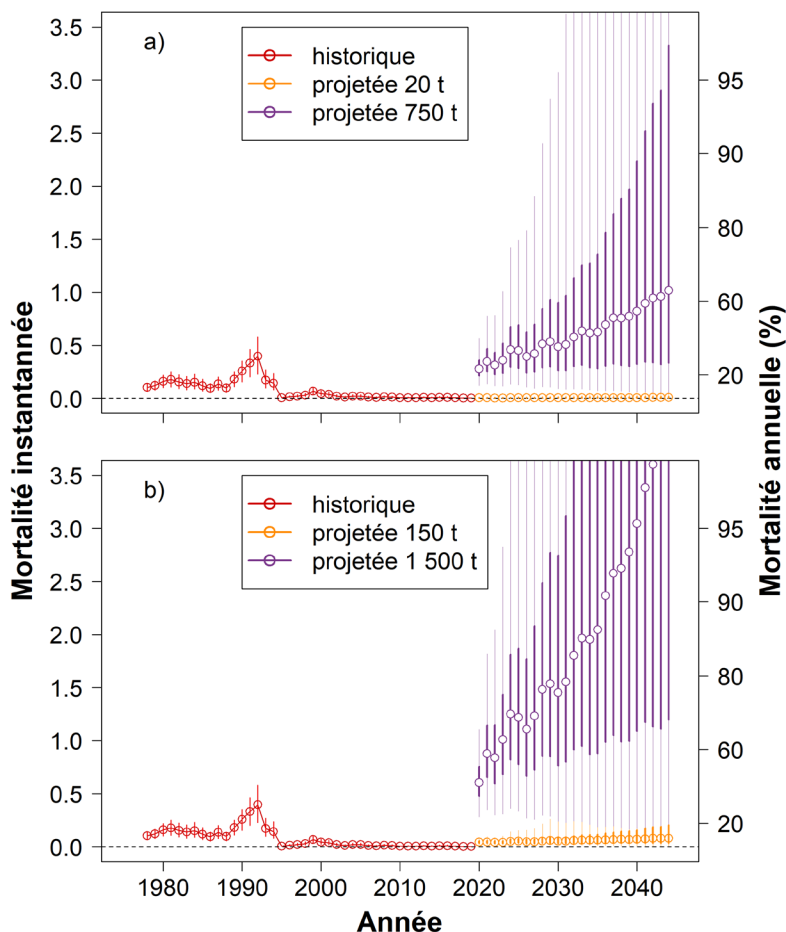 a)
historique
projetée 20 t
projetée 750 t
3.5
3.0
2.5
2.0
1.5
1.0
0.5
0.0
95
90
80
60
20
b)
historique
projetée 150 t
projetée 1 500 t
3.5
3.0
2.5
2.0
1.5
1.0
0.5
0.0
95
90
80
60
20
1980 1990 2000 2010 2020 2030 2040
Année
Mortalité instantannée
Mortalité annuelle (%)